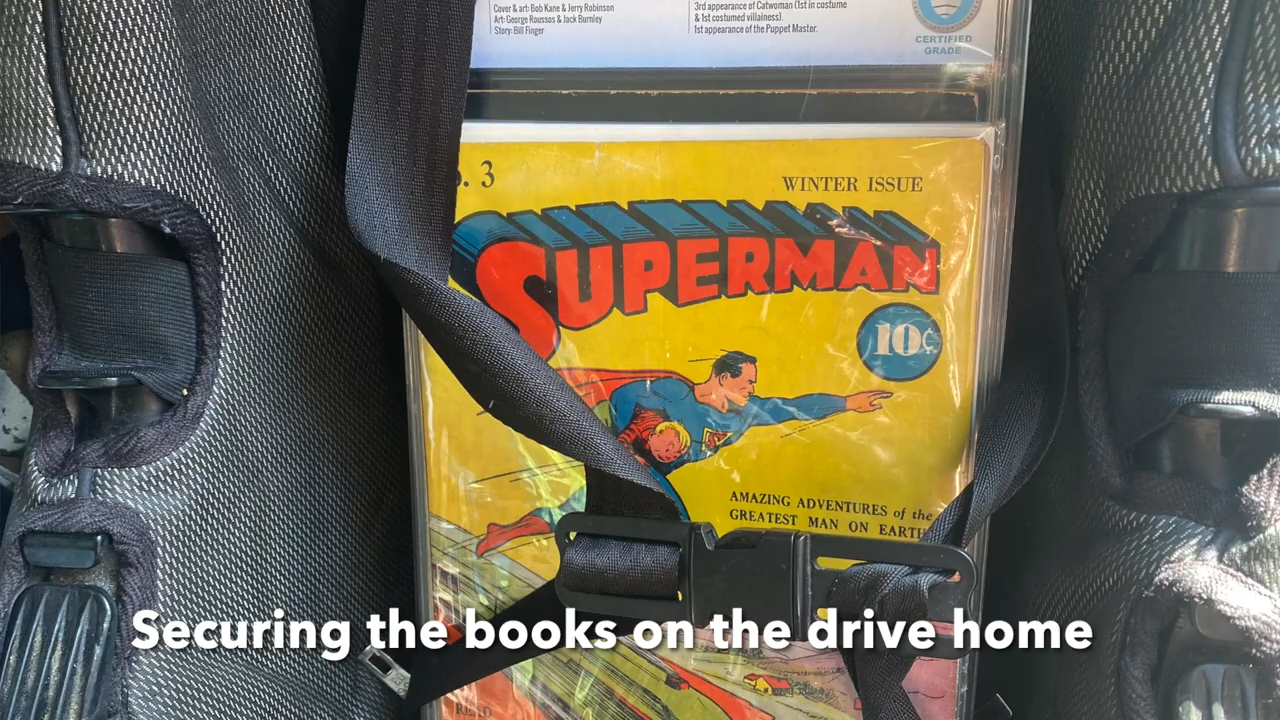 Cover & art: Bob Kane & Jerry Robinson
Art: George Roussos & Jack Burnley
Story: Bill Finger
3rd appearance of Catwoman (1st in costume
& 1st costumed villainess).
1st appearance of the Puppet Master.
CERTIFIED
GRADE
. 3
WINTER ISSUE
SUPERMAN
10¢
AMAZING ADVENTURES of the
GREATEST MAN ON EARTH
Securing the books on the drive home
READ